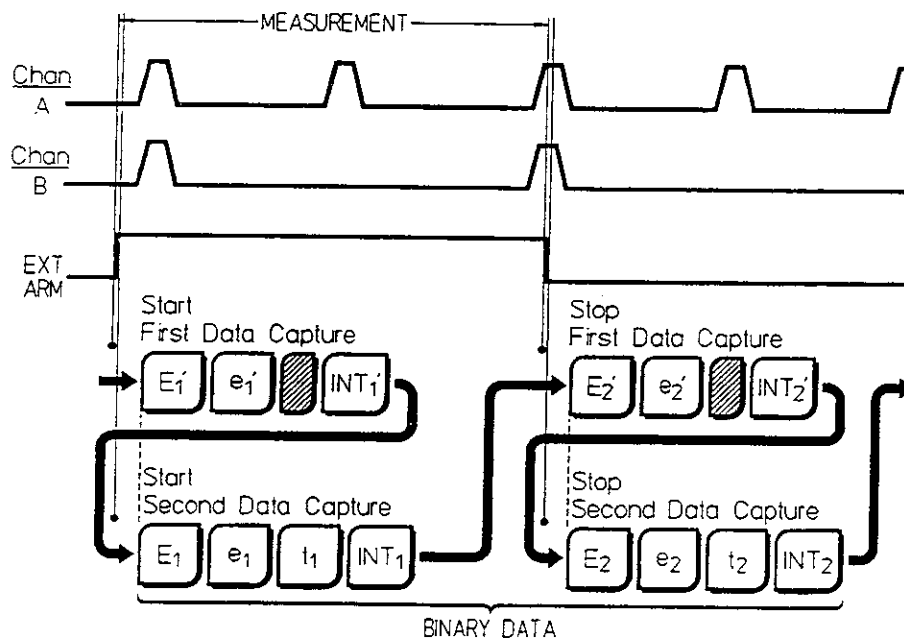 MEASUREMENT
Chan
A
Chan
B
EXT
ARM
Start
First Data Capture
E₁′ e₁′ INT₁′
Stop
First Data Capture
E₂′ e₂′ INT₂′
Start
Second Data Capture
E₁ e₁ t₁ INT₁
Stop
Second Data Capture
E₂ e₂ t₂ INT₂
BINARY DATA